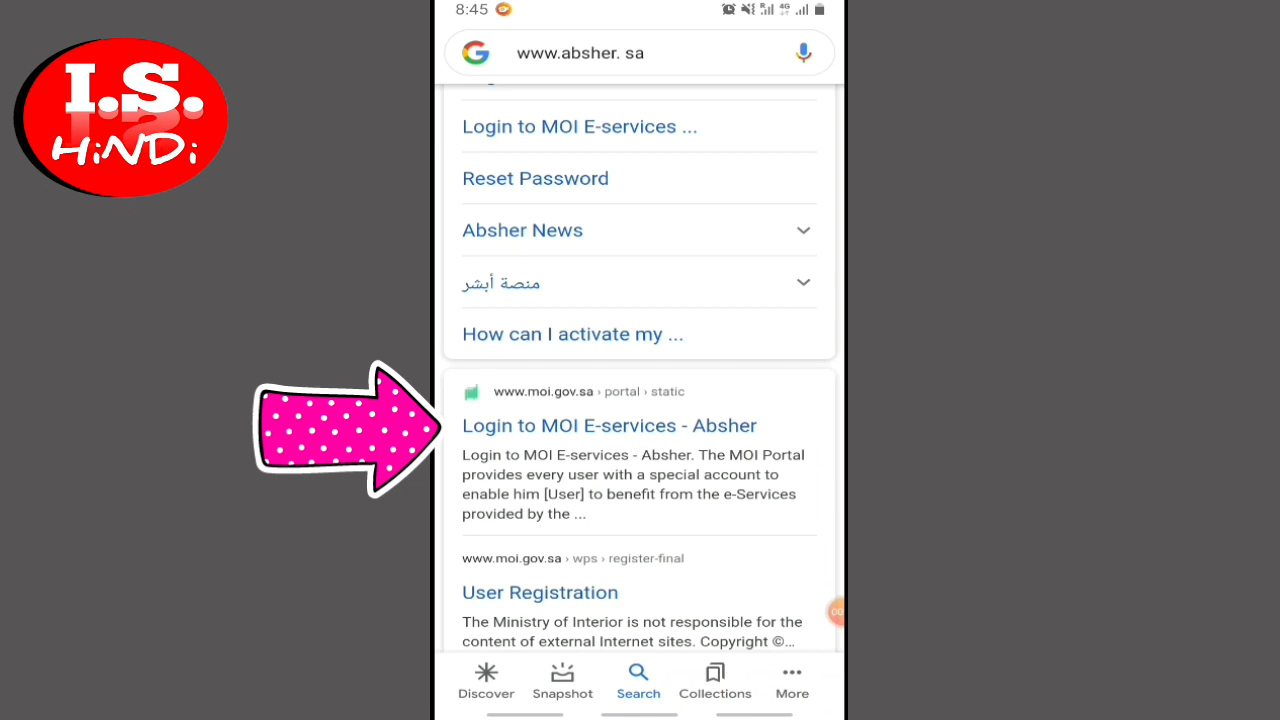 I.S.
HiNDi
8:45
R
4G
www.absher. sa
Login to MOI E-services ...
Reset Password
Absher News
منصة أبشر
How can I activate my ...
www.moi.gov.sa › portal › static
Login to MOI E-services - Absher
Login to MOI E-services - Absher. The MOI Portal
provides every user with a special account to
enable him [User] to benefit from the e-Services
provided by the ...
www.moi.gov.sa › wps › register-final
User Registration
The Ministry of Interior is not responsible for the
content of external Internet sites. Copyright ©...
00
Discover Snapshot Search Collections More